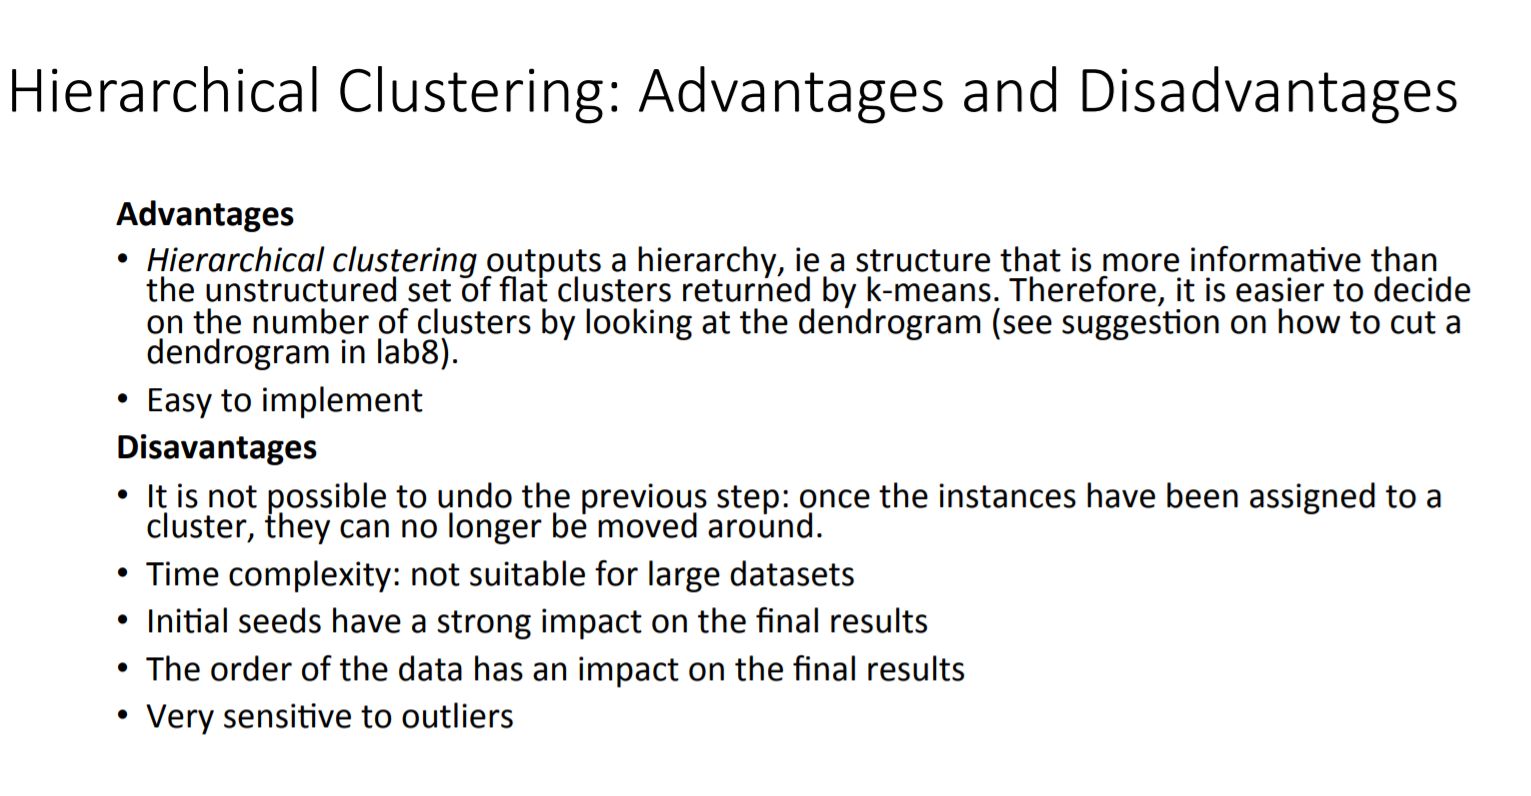 Hierarchical Clustering: Advantages and Disadvantages
Advantages
• Hierarchical clustering outputs a hierarchy, ie a structure that is more informative than
the unstructured set of flat clusters returned by k-means. Therefore, it is easier to decide
on the number of clusters by looking at the dendrogram (see suggestion on how to cut a
dendrogram in lab8).
• Easy to implement
Disavantages
• It is not possible to undo the previous step: once the instances have been assigned to a
cluster, they can no longer be moved around.
• Time complexity: not suitable for large datasets
• Initial seeds have a strong impact on the final results
• The order of the data has an impact on the final results
• Very sensitive to outliers